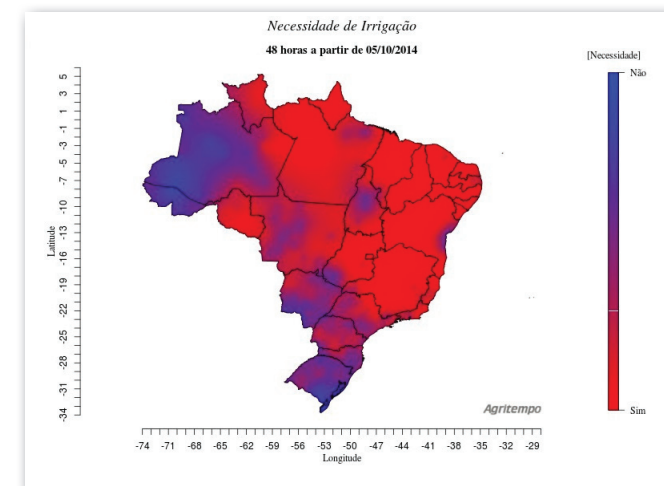 Necessidade de Irrigação
48 horas a partir de 05/10/2014
[Necessidade]
Não
Sim
5
3
1
-1
-3
-5
-7
-10
-13
-16
-19
-22
-25
-28
-31
-34
Latitude
Agritempo
-74 -71 -68 -65 -62 -59 -56 -53 -50 -47 -44 -41 -38 -35 -32 -29
Longitude